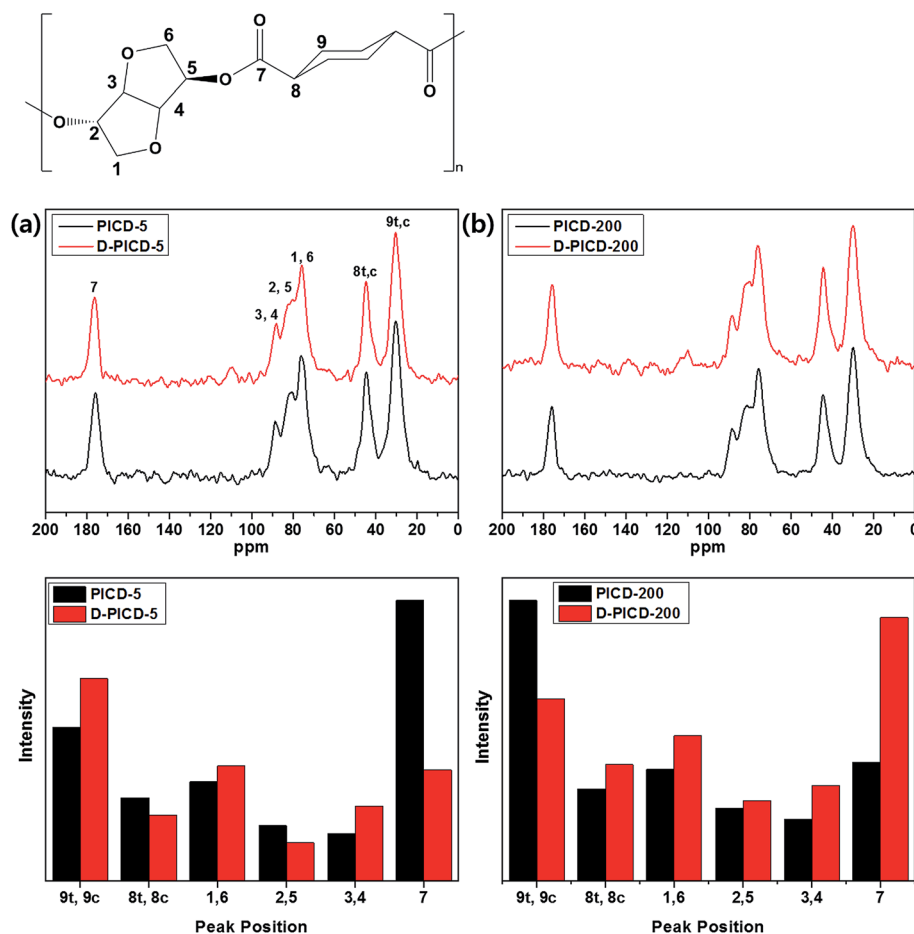 O
6
9
O
5
7
3
O
8
4
O
O
2
O
1
n
(a)
PICD-5
D-PICD-5
9t,c
1, 6
8t,c
7
2, 5
3, 4
200 180 160 140 120 100 80 60 40 20 0
ppm
(b)
PICD-200
D-PICD-200
200 180 160 140 120 100 80 60 40 20 0
ppm
PICD-5
D-PICD-5
Intensity
9t, 9c 8t, 8c 1,6 2,5 3,4 7
Peak Position
PICD-200
D-PICD-200
Intensity
9t, 9c 8t, 8c 1,6 2,5 3,4 7
Peak Position